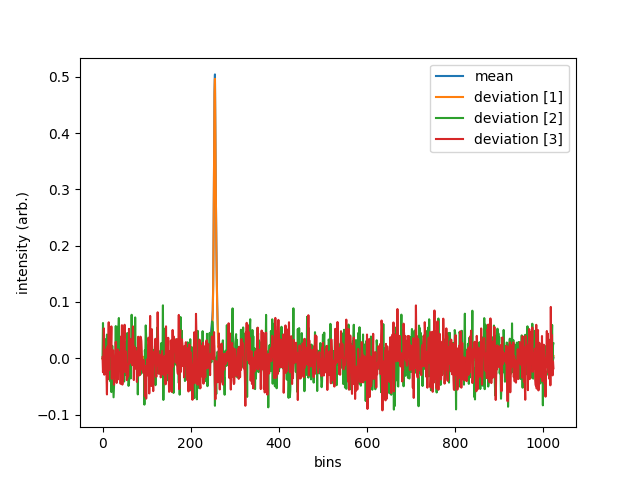 0.5
0.4
0.3
0.2
0.1
0.0
−0.1
intensity (arb.)
mean
deviation [1]
deviation [2]
deviation [3]
0
200
400
600
800
1000
bins